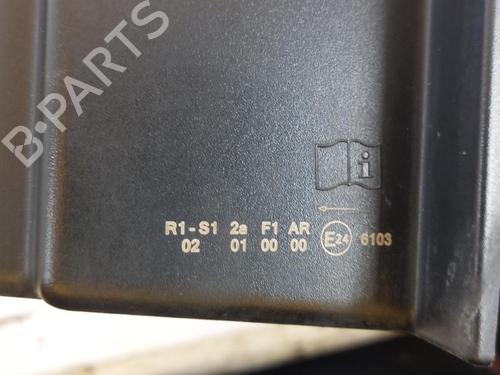 B-PARTS
i
R1-S1 2a F1 AR
02 01 00 00 E24 6103